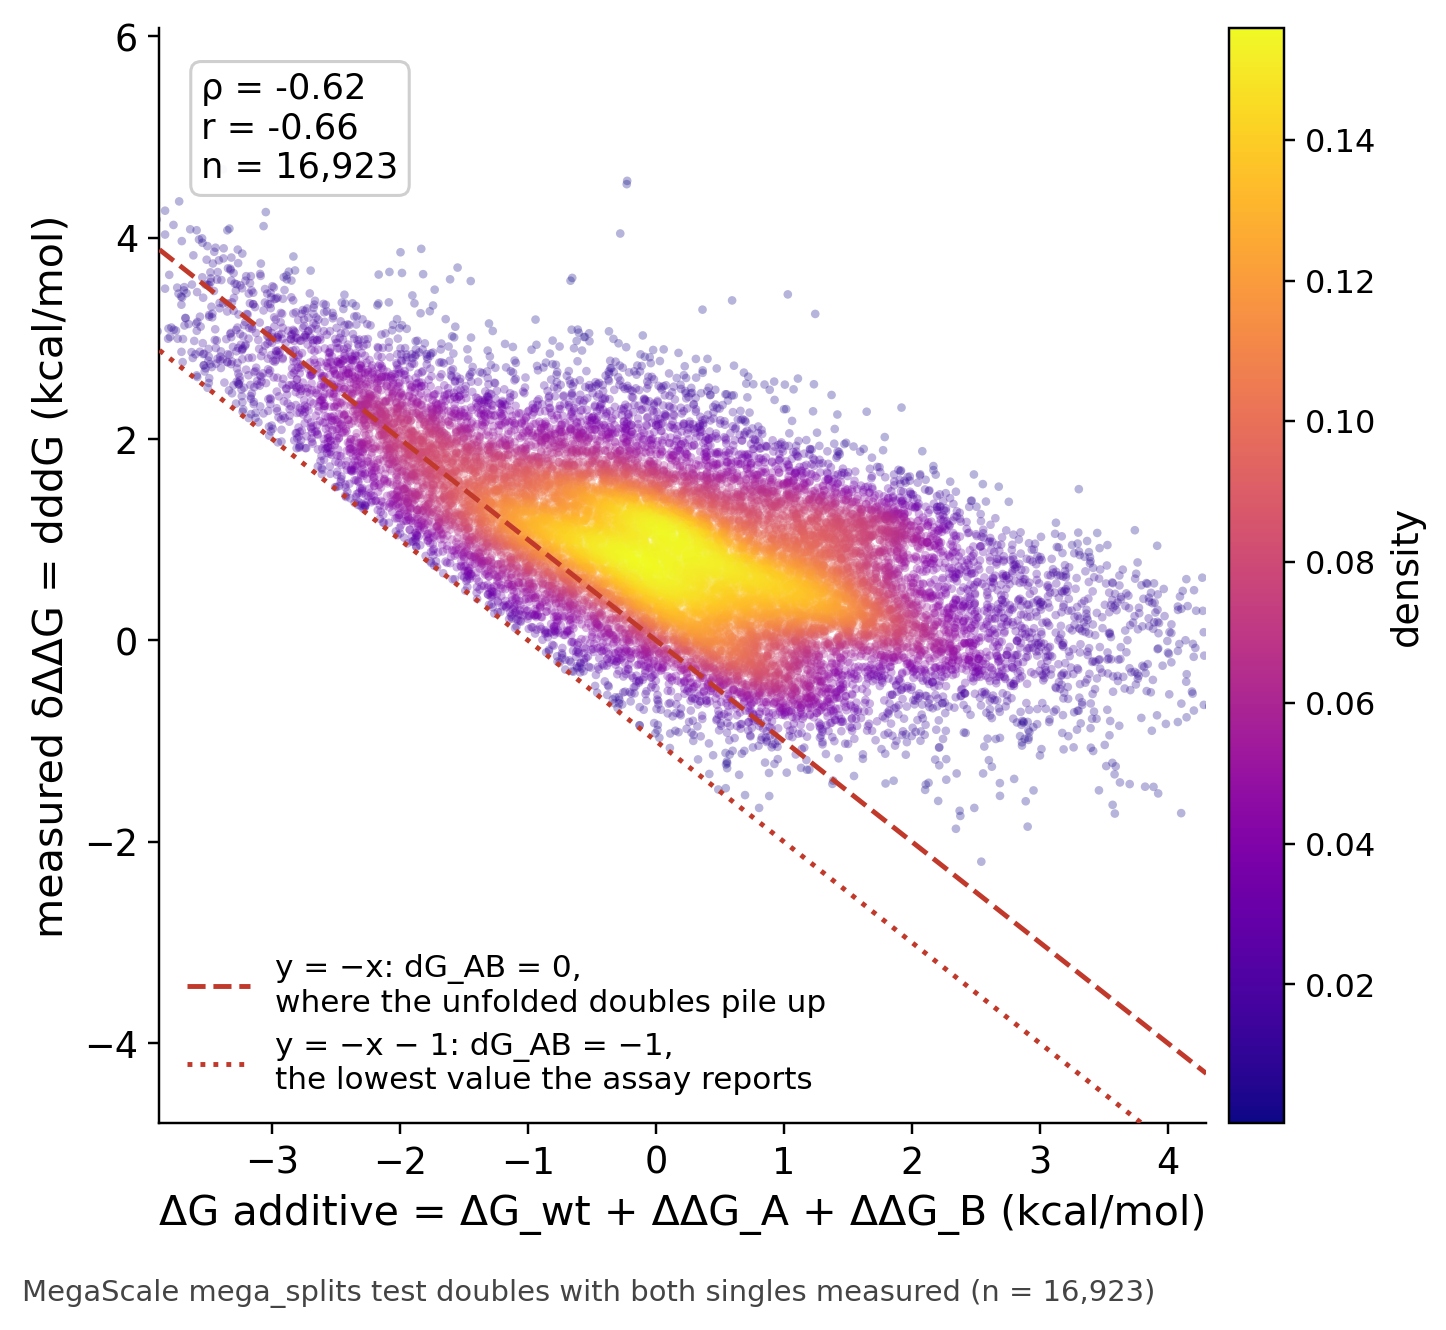 6
4
2
0
−2
−4
measured δΔΔG = dddG (kcal/mol)
ρ = -0.62
r = -0.66
n = 16,923
y = −x: dG_AB = 0,
where the unfolded doubles pile up
y = −x − 1: dG_AB = −1,
the lowest value the assay reports
−3 −2 −1 0 1 2 3 4
ΔG additive = ΔG_wt + ΔΔG_A + ΔΔG_B (kcal/mol)
0.14
0.12
0.10
0.08
0.06
0.04
0.02
density
MegaScale mega_splits test doubles with both singles measured (n = 16,923)